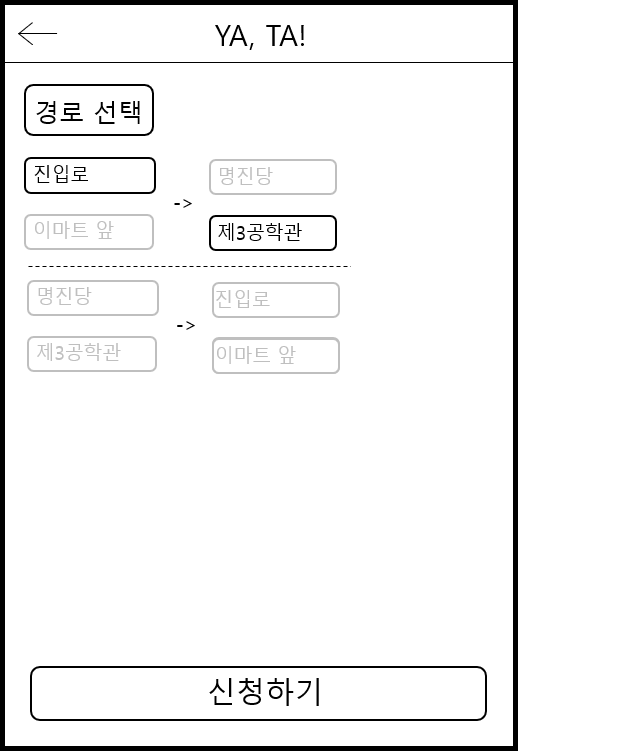 YA, TA!
경로 선택
진입로
이마트 앞
->
명진당
제3공학관
명진당
제3공학관
->
진입로
이마트 앞
신청하기